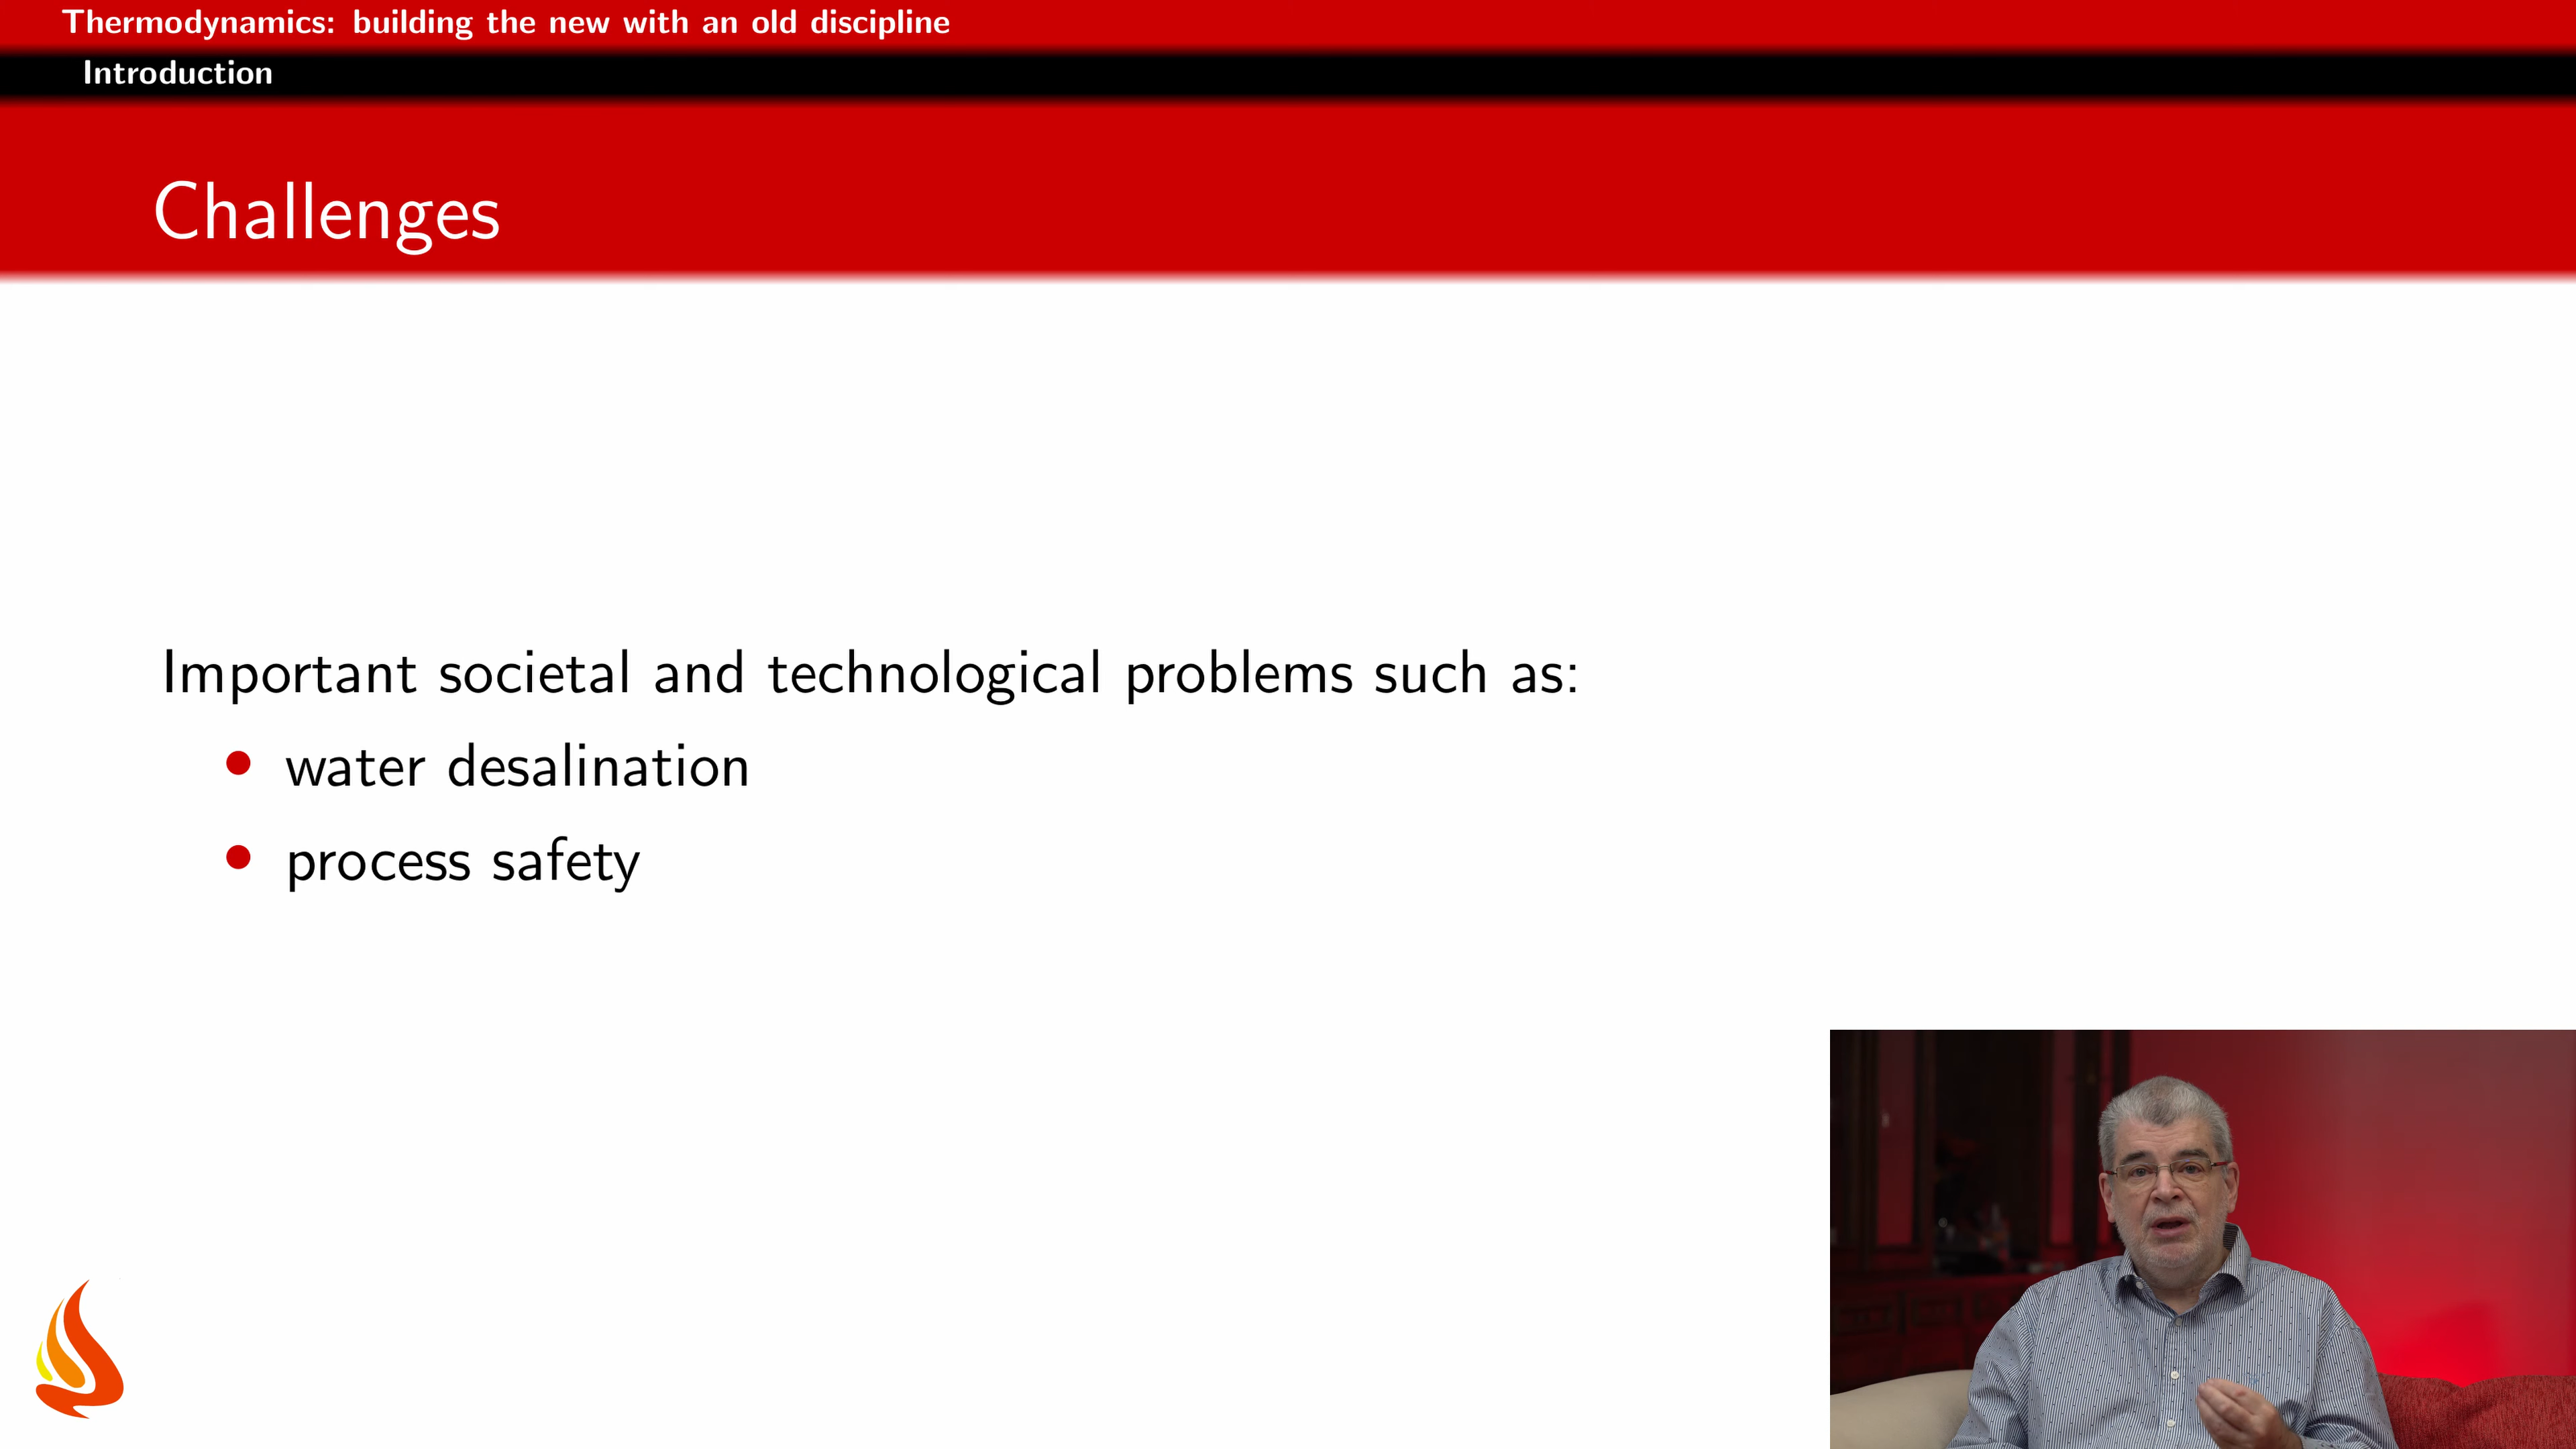 Thermodynamics: building the new with an old discipline
Introduction
Challenges
Important societal and technological problems such as:
• water desalination
• process safety